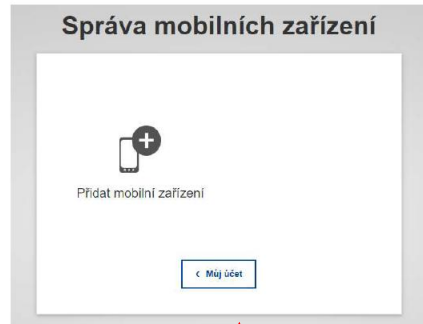 Správa mobilních zařízení
Přidat mobilní zařízení
‹ Můj účet